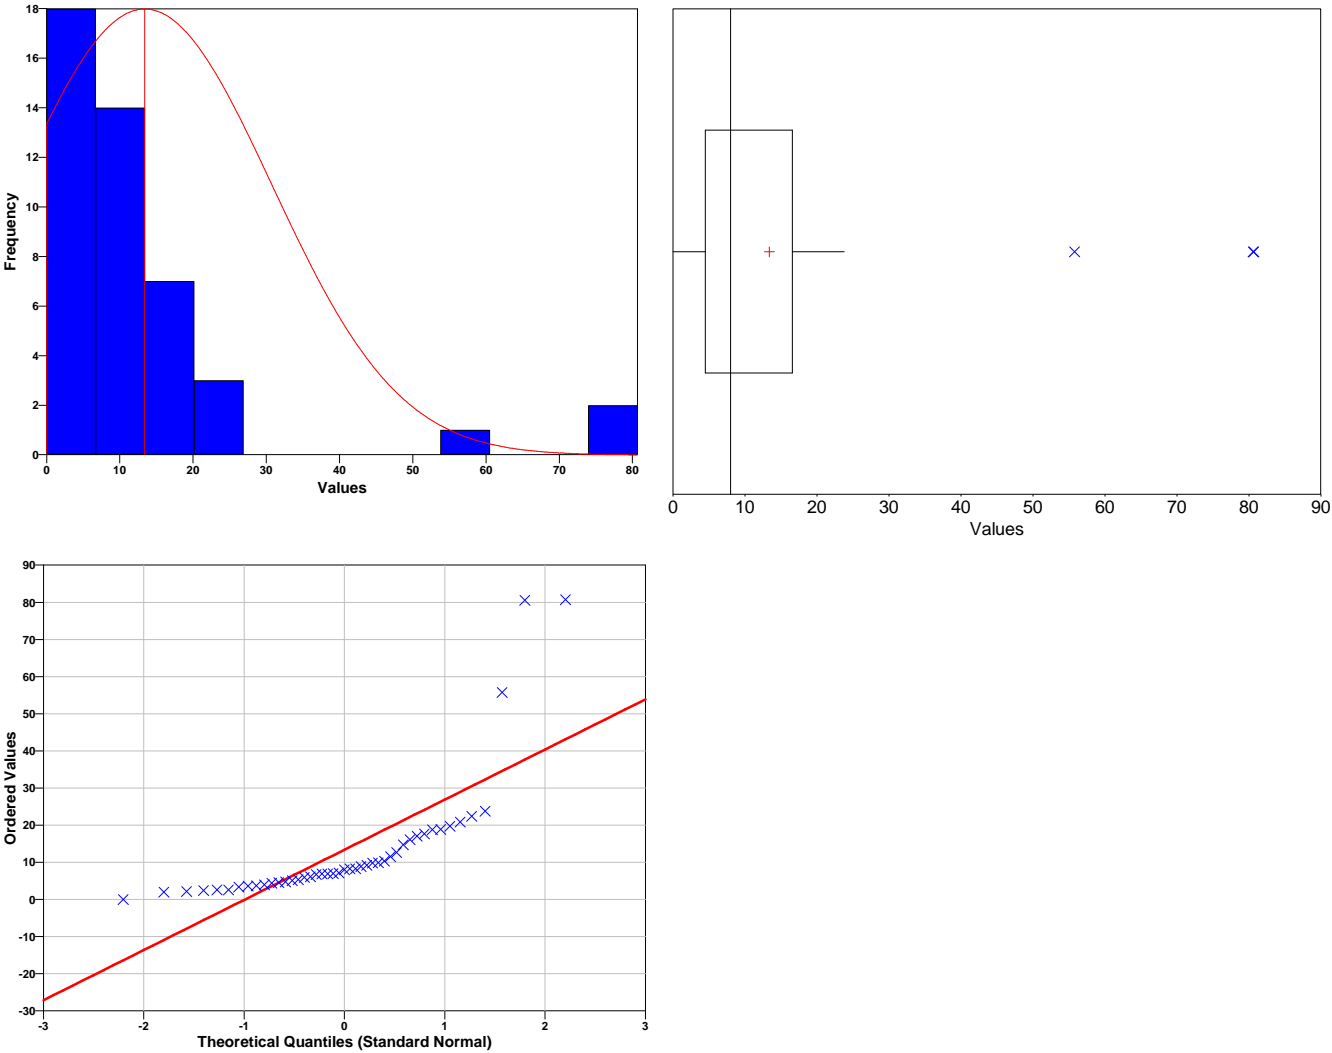 18
16
14
12
10
8
6
4
2
0
Frequency
0 10 20 30 40 50 60 70 80
Values
0 10 20 30 40 50 60 70 80 90
Values
90
80
70
60
50
40
30
20
10
0
-10
-20
-30
Ordered Values
-3 -2 -1 0 1 2 3
Theoretical Quantiles (Standard Normal)